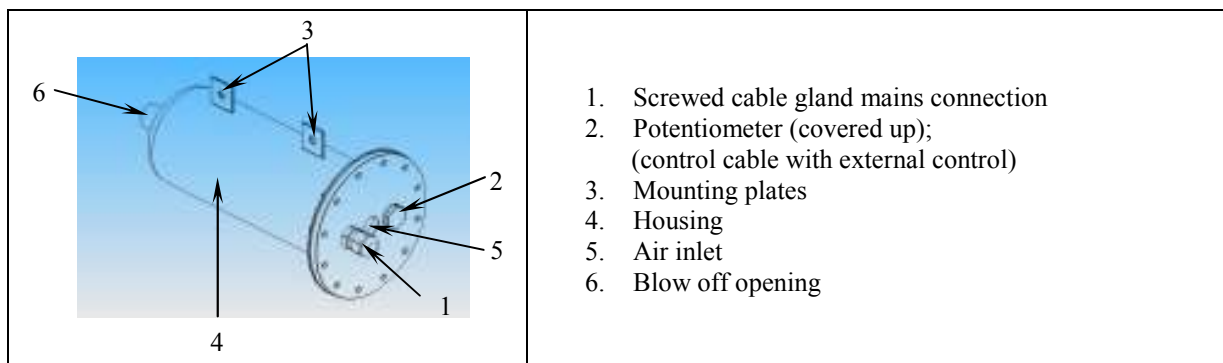 3
6
2
5
1
4
1. Screwed cable gland mains connection
2. Potentiometer (covered up);
(control cable with external control)
3. Mounting plates
4. Housing
5. Air inlet
6. Blow off opening